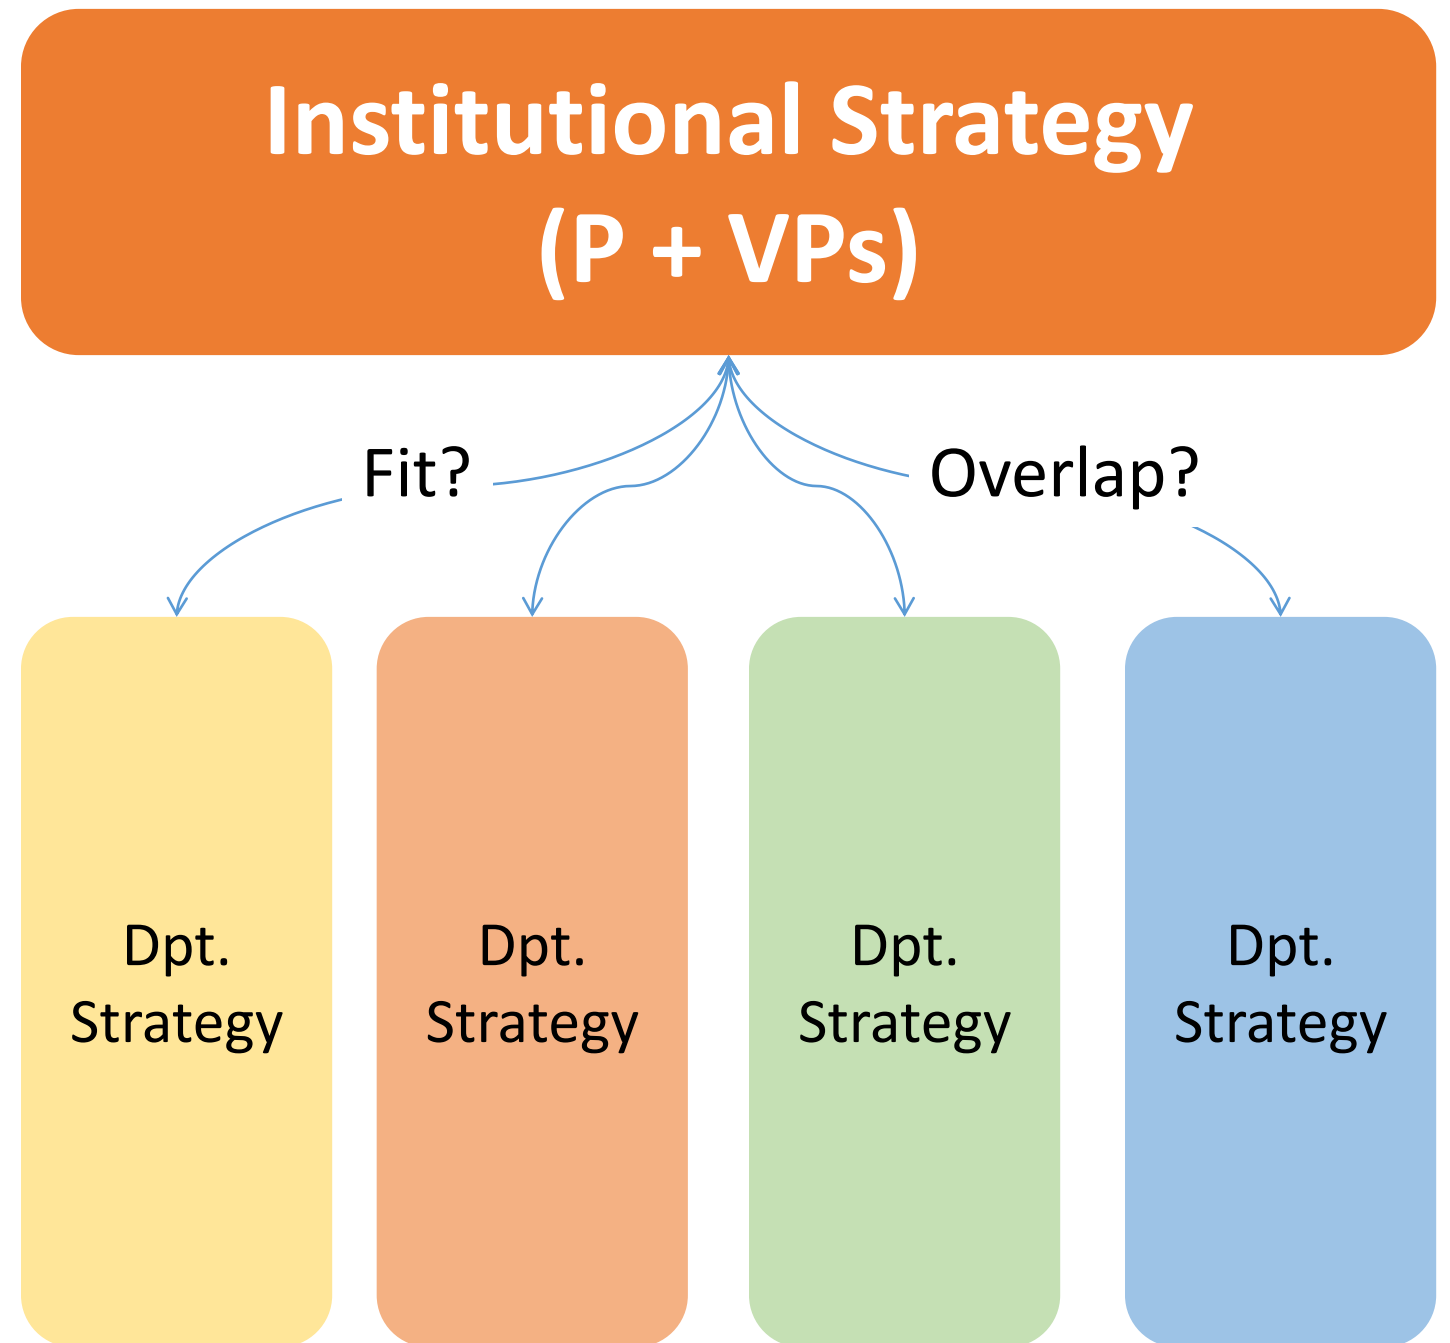 Institutional Strategy
(P + VPs)
Fit?
Overlap?
Dpt.
Strategy
Dpt.
Strategy
Dpt.
Strategy
Dpt.
Strategy